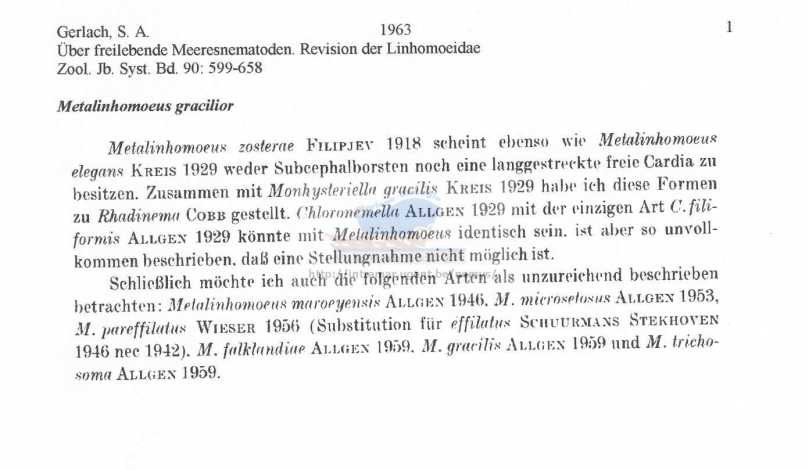 Gerlach, S. A. 1963 1
Über freilebende Meeresnematoden. Revision der Linhomoeidae
Zool. Jb. Syst. Bd. 90: 599-658
Metalinhomoeus gracilior
Metalinhomoeus zosterae FILIPJEV 1918 scheint ebenso wie Metalinhomoeus
elegans KREIS 1929 weder Subcephalborsten noch eine langgestreckte freie Cardia zu
besitzen. Zusammen mit Monhysteriella gracilis KREIS 1929 habe ich diese Formen
zu Rhadinema COBB gestellt. Chloronemella ALLGEN 1929 mit der einzigen Art C. fili-
formis ALLGEN 1929 könnte mit Metalinhomoeus identisch sein, ist aber so unvoll-
kommen beschrieben, daß eine Stellungnahme nicht möglich ist.
Schließlich möchte ich auch die folgenden Arten als unzureichend beschrieben
betrachten: Metalinhomoeus maroeyensis ALLGEN 1946, M. microsetosus ALLGEN 1953,
M. pareffilatus WIESER 1956 (Substitution für effilatus SCHUURMANS STEKHOVEN
1946 nec 1942), M. falklandiae ALLGEN 1959, M. gracilis ALLGEN 1959 und M. tricho-
soma ALLGEN 1959.